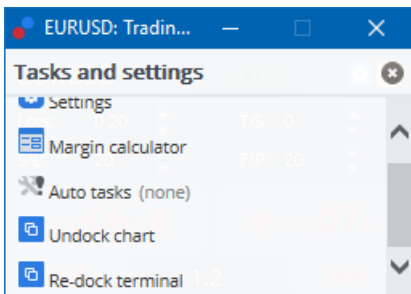 EURUSD: Tradin...
Tasks and settings
Settings
Margin calculator
Auto tasks (none)
Undock chart
Re-dock terminal